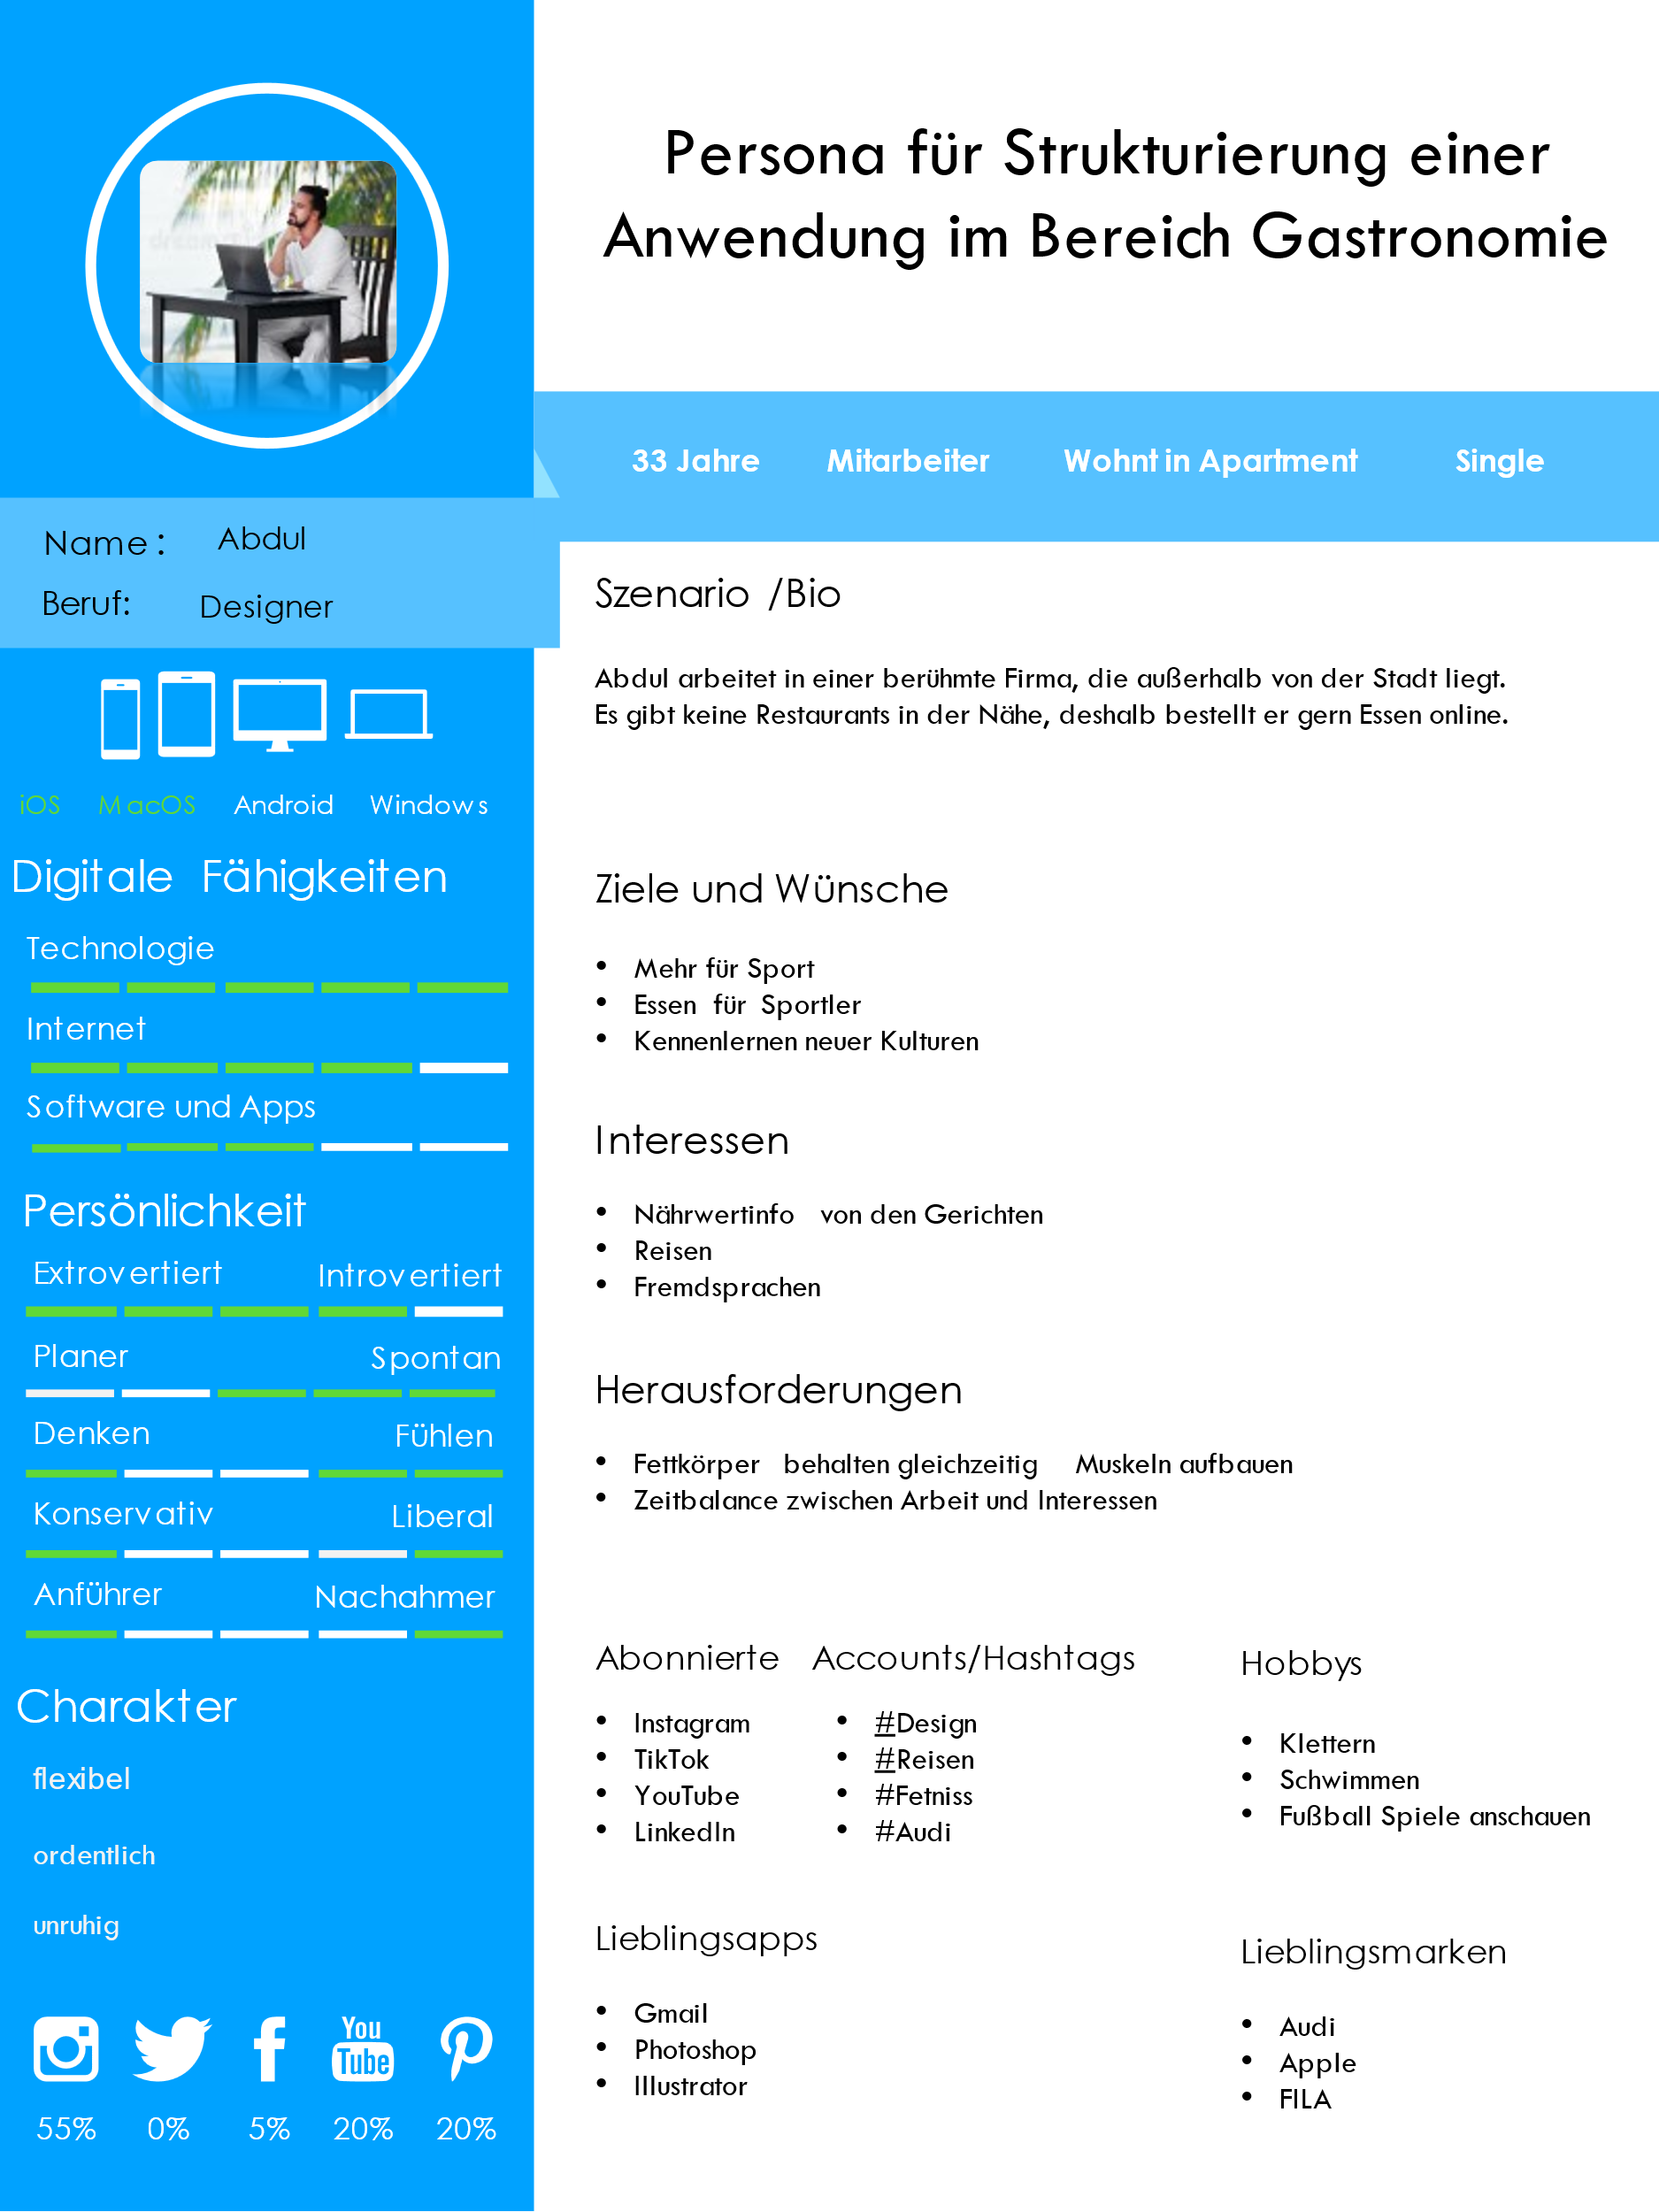 Persona für Strukturierung einer
Anwendung im Bereich Gastronomie
33 Jahre Mitarbeiter Wohnt in Apartment Single
Name : Abdul
Beruf: Designer
iOS MacOS Android Windows
Digitale Fähigkeiten
Technologie
Internet
Software und Apps
Persönlichkeit
Extrovertiert Introvertiert
Planer Spontan
Denken Fühlen
Konservativ Liberal
Anführer Nachahmer
Charakter
flexibel
ordentlich
unruhig
You
Tube
55% 0% 5% 20% 20%
Szenario /Bio
Abdul arbeitet in einer berühmte Firma, die außerhalb von der Stadt liegt.
Es gibt keine Restaurants in der Nähe, deshalb bestellt er gern Essen online.
Ziele und Wünsche
• Mehr für Sport
• Essen für Sportler
• Kennenlernen neuer Kulturen
Interessen
• Nährwertinfo von den Gerichten
• Reisen
• Fremdsprachen
Herausforderungen
• Fettkörper behalten gleichzeitig Muskeln aufbauen
• Zeitbalance zwischen Arbeit und Interessen
Abonnierte Accounts/Hashtags
• Instagram • #Design
• TikTok • #Reisen
• YouTube • #Fetniss
• LinkedIn • #Audi
Hobbys
• Klettern
• Schwimmen
• Fußball Spiele anschauen
Lieblingsapps
• Gmail
• Photoshop
• Illustrator
Lieblingsmarken
• Audi
• Apple
• FILA